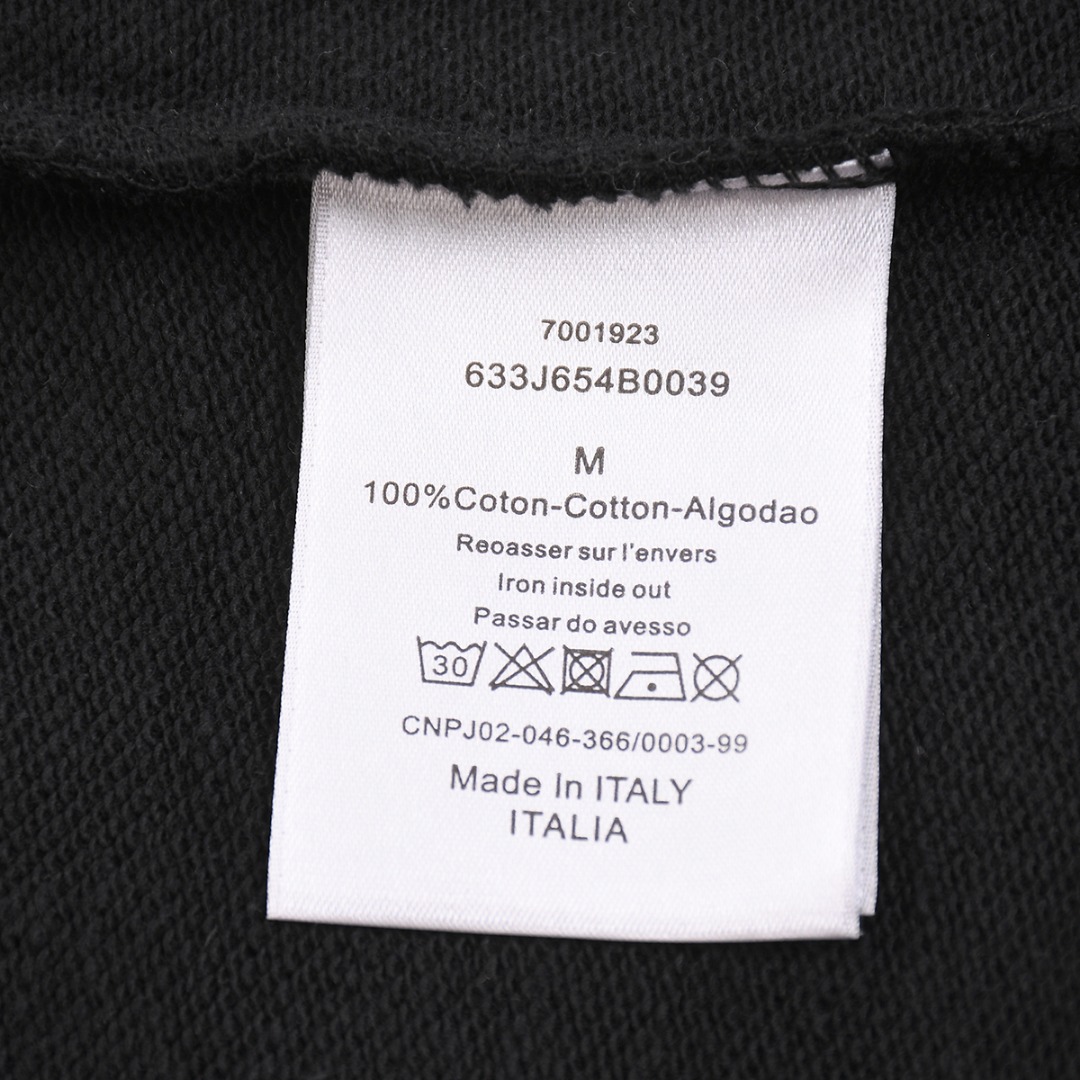 7001923
633J654B0039
M
100%Coton-Cotton-Algodao
Reoasser sur l'envers
Iron inside out
Passar do avesso
30
CNPJ02-046-366/0003-99
Made In ITALY
ITALIA